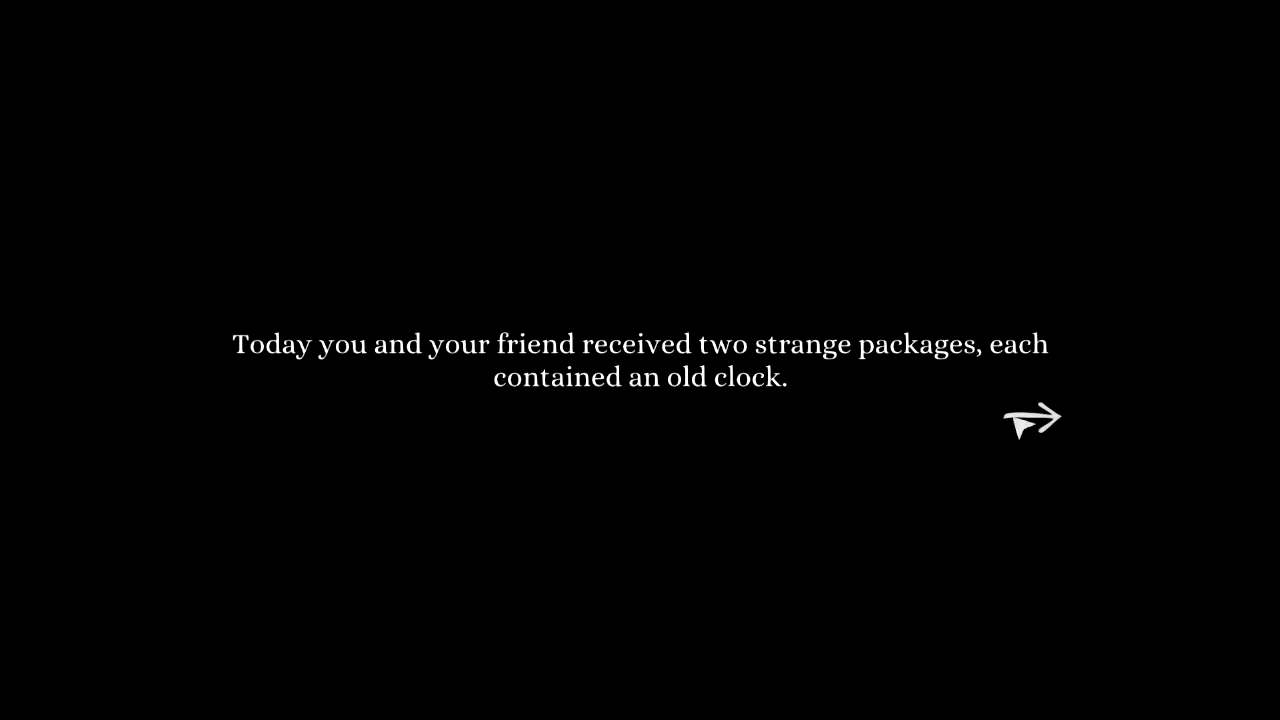 Today you and your friend received two strange packages, each
contained an old clock.